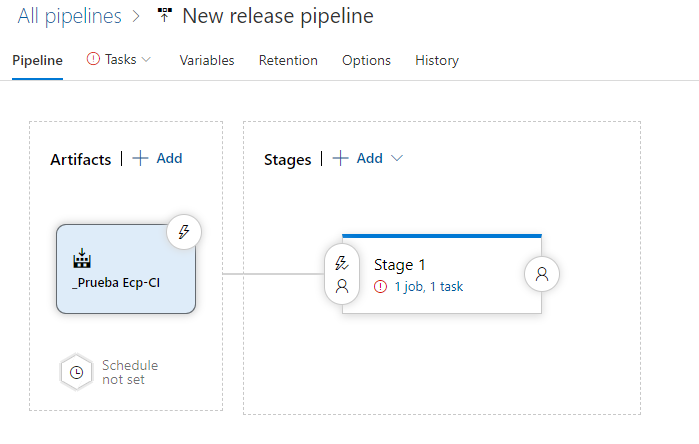 All pipelines > New release pipeline
Pipeline Tasks Variables Retention Options History
Artifacts | + Add
Stages | + Add
_Prueba Ecp-CI
Stage 1
1 job, 1 task
Schedule
not set